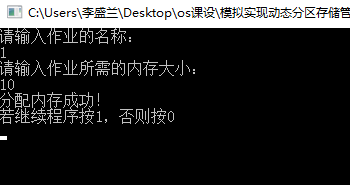 C:\Users\李盛兰\Desktop\os课设\模拟实现动态分区存储管
请输入作业的名称：
1
请输入作业所需的内存大小：
10
分配内存成功！
若继续程序按1，否则按0